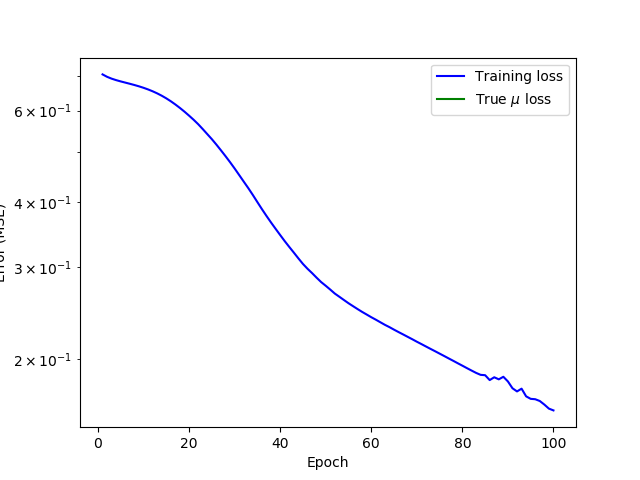 Training loss
True μ loss
6 × 10⁻¹
4 × 10⁻¹
3 × 10⁻¹
2 × 10⁻¹
0 20 40 60 80 100
Epoch